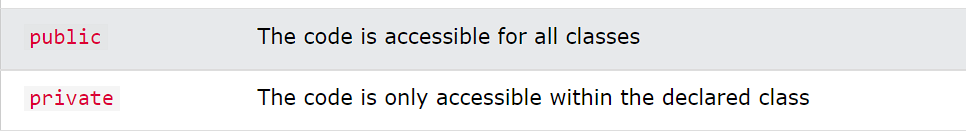 public The code is accessible for all classes
private The code is only accessible within the declared class